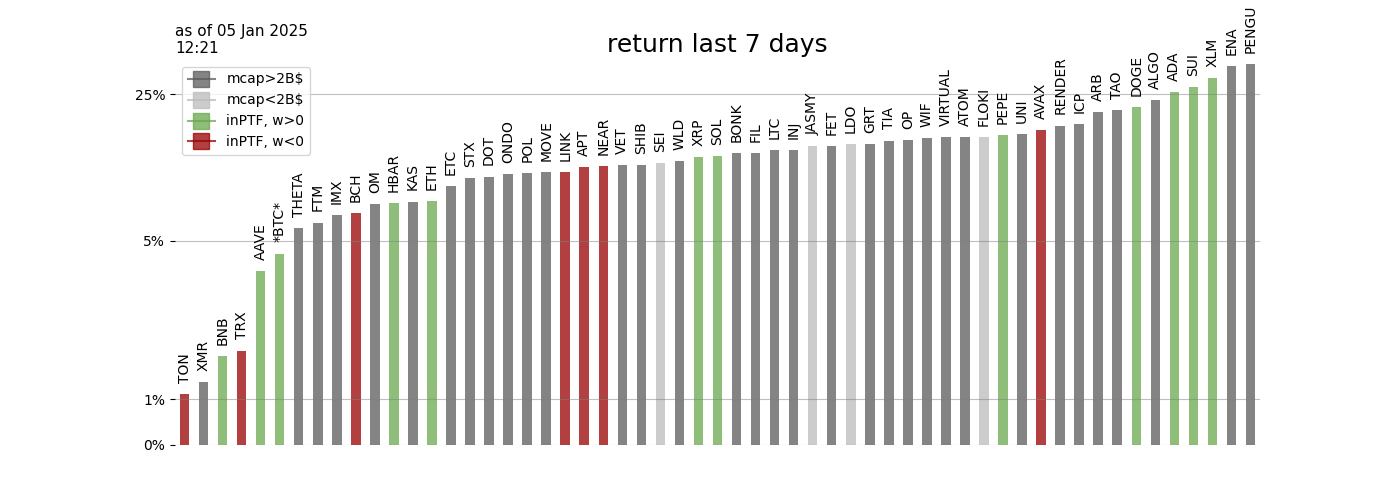 as of 05 Jan 2025
12:21
return last 7 days
mcap>2B$
mcap<2B$
inPTF, w>0
inPTF, w<0
25%
5%
1%
0%
TON
XMR
BNB
TRX
AAVE
*BTC*
THETA
FTM
IMX
BCH
OM
HBAR
KAS
ETH
ETC
STX
DOT
ONDO
POL
MOVE
LINK
APT
NEAR
VET
SHIB
SEI
WLD
XRP
SOL
BONK
FIL
LTC
INJ
JASMY
FET
LDO
GRT
TIA
OP
WIF
VIRTUAL
ATOM
FLOKI
PEPE
UNI
AVAX
RENDER
ICP
ARB
TAO
DOGE
ALGO
ADA
SUI
XLM
ENA
PENGU